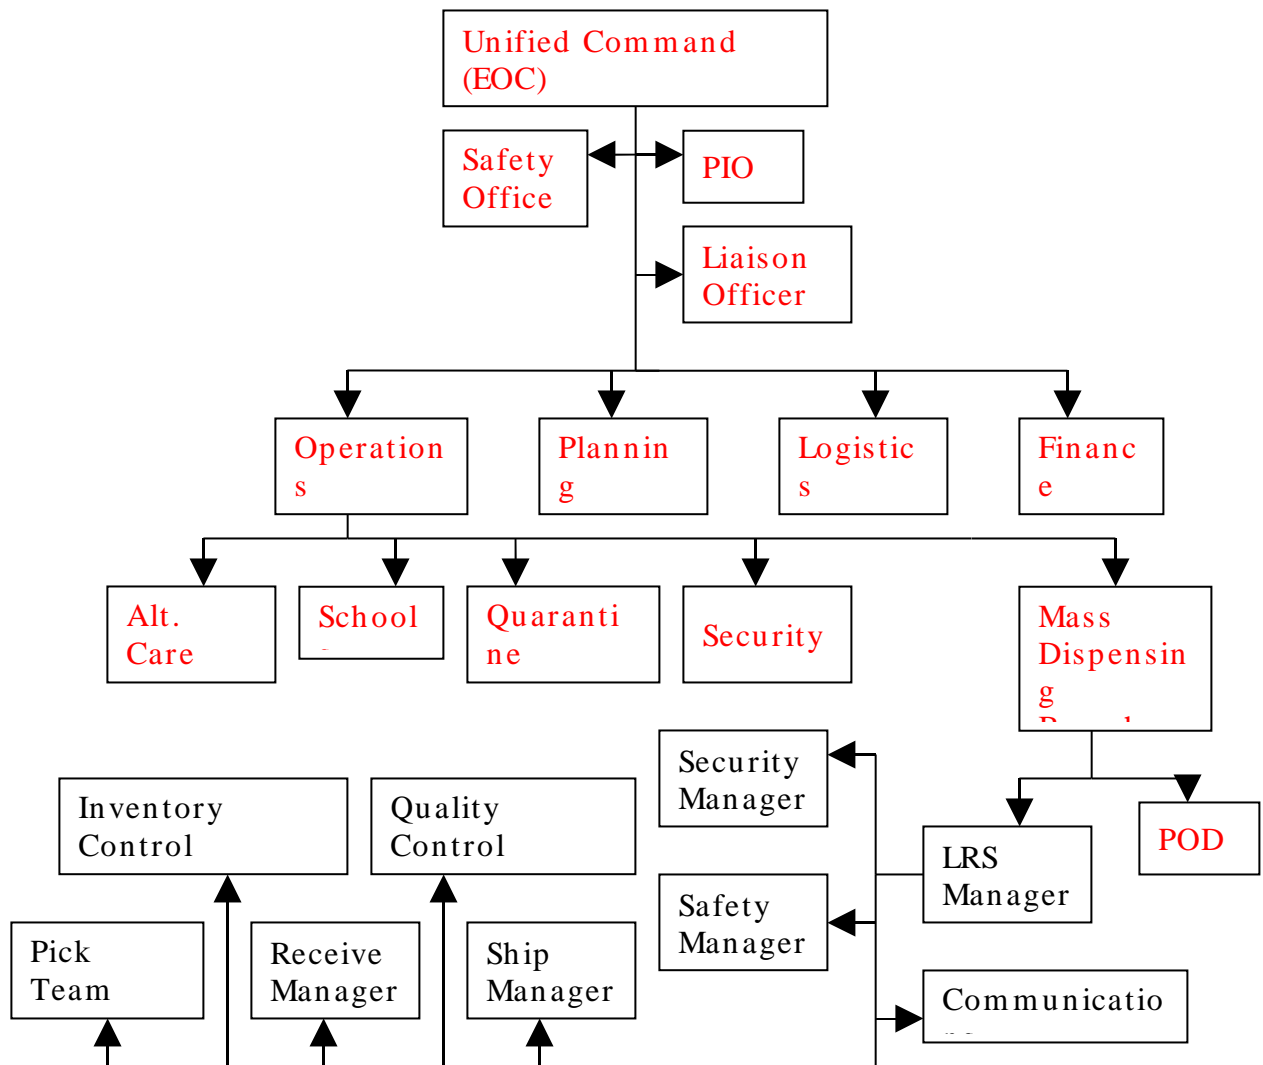 Unified Command
(EOC)
Safety
Office
PIO
Liaison
Officer
Operation
s
Plannin
g
Logistic
s
Financ
e
Alt.
Care
School
Quaranti
ne
Security
Mass
Dispensin
g
Security
Manager
Inventory
Control
Quality
Control
POD
LRS
Manager
Safety
Manager
Pick
Team
Receive
Manager
Ship
Manager
Communicatio